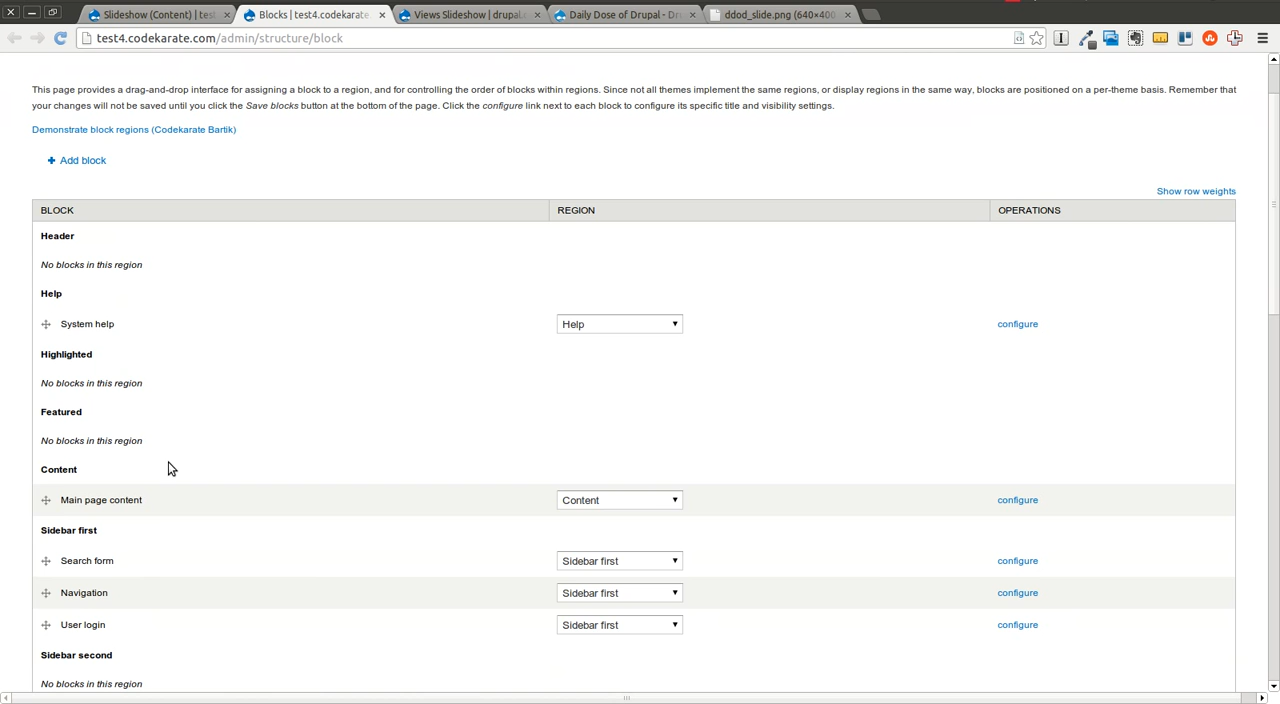 Slideshow (Content) | test
Blocks | test4.codekarate.
Views Slideshow | drupal.
Daily Dose of Drupal - Dru
ddod_slide.png (640×400
test4.codekarate.com/admin/structure/block
This page provides a drag-and-drop interface for assigning a block to a region, and for controlling the order of blocks within regions. Since not all themes implement the same regions, or display regions in the same way, blocks are positioned on a per-theme basis. Remember that
your changes will not be saved until you click the Save blocks button at the bottom of the page. Click the configure link next to each block to configure its specific title and visibility settings.
Demonstrate block regions (Codekarate Bartik)
Add block
Show row weights
BLOCK REGION OPERATIONS
Header
No blocks in this region
Help
System help Help configure
Highlighted
No blocks in this region
Featured
No blocks in this region
Content
Main page content Content configure
Sidebar first
Search form Sidebar first configure
Navigation Sidebar first configure
User login Sidebar first configure
Sidebar second
No blocks in this region